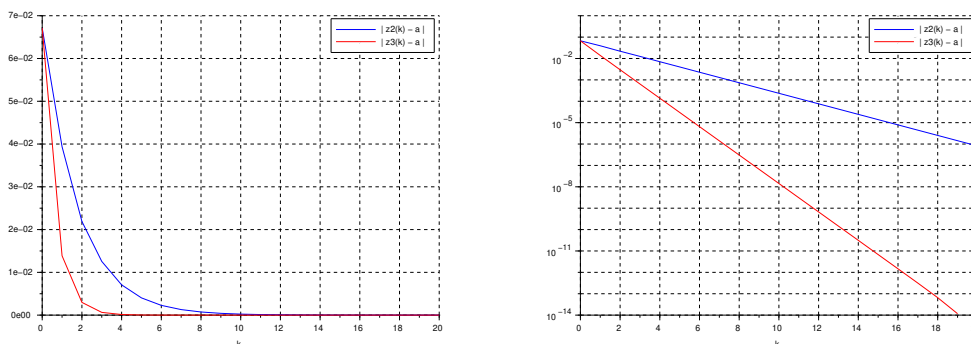 7e-02
6e-02
5e-02
4e-02
3e-02
2e-02
1e-02
0e00
0 2 4 6 8 10 12 14 16 18 20
| z2(k) − a |
| z3(k) − a |
10^-2
10^-5
10^-8
10^-11
10^-14
0 2 4 6 8 10 12 14 16 18
| z2(k) − a |
| z3(k) − a |